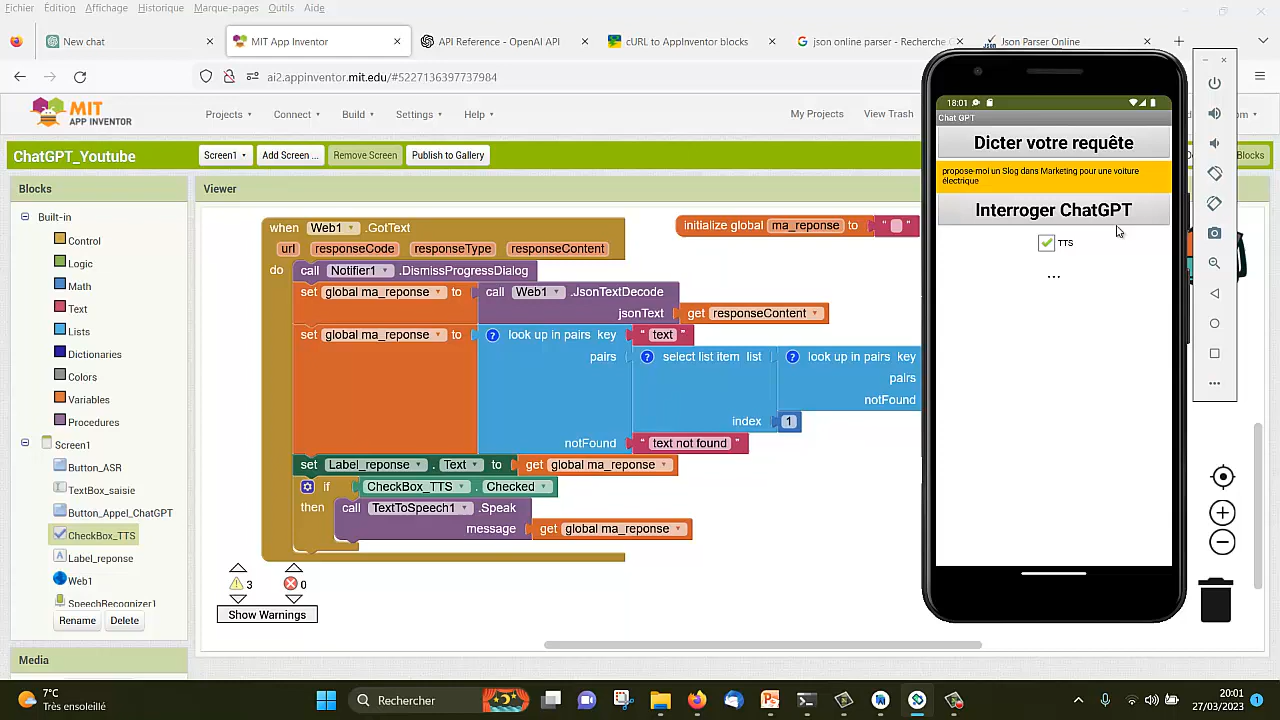 Fichier Édition Affichage Historique Marque-pages Outils Aide
New chat
MIT App Inventor
API Reference - OpenAI API
cURL to AppInventor blocks
json online parser - Recherche
Json Parser Online
ai2.appinventor.mit.edu/#5227136397737984
MIT
APP INVENTOR
Projects Connect Build Settings Help
My Projects View Trash
ChatGPT_Youtube
Screen1 Add Screen ... Remove Screen Publish to Gallery
Blocks
Blocks
Viewer
Built-in
Control
Logic
Math
Text
Lists
Dictionaries
Colors
Variables
Procedures
Screen1
Button_ASR
TextBox_saisie
Button_Appel_ChatGPT
CheckBox_TTS
Label_reponse
Web1
SpeechRecognizer1
Rename Delete
Media
when Web1 .GotText
url responseCode responseType responseContent
do call Notifier1 .DismissProgressDialog
set global ma_reponse to call Web1 .JsonTextDecode
jsonText get responseContent
set global ma_reponse to look up in pairs key " text "
pairs select list item list look up in pairs key
pairs
notFound
index 1
notFound " text not found "
set Label_reponse . Text to get global ma_reponse
if CheckBox_TTS . Checked
then call TextToSpeech1 .Speak
message get global ma_reponse
initialize global ma_reponse to " "
3 0
Show Warnings
18:01
Chat GPT
Dicter votre requête
propose-moi un Slog dans Marketing pour une voiture
électrique
Interroger ChatGPT
TTS
...
7°C
Très ensoleillé
Rechercher
20:01
27/03/2023